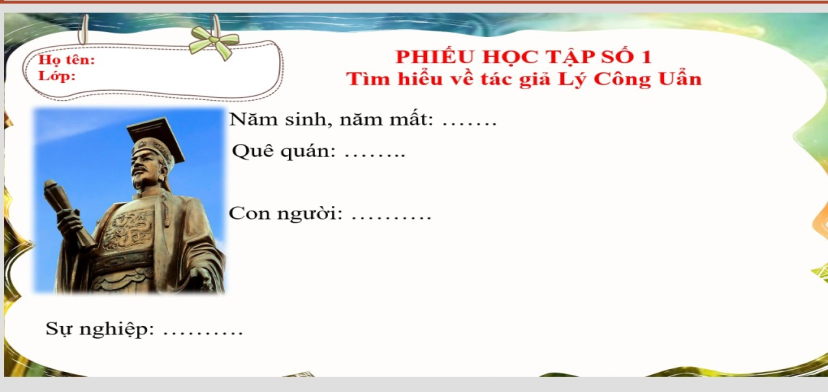 Họ tên:
Lớp:
PHIẾU HỌC TẬP SỐ 1
Tìm hiểu về tác giả Lý Công Uẩn
Năm sinh, năm mất: …….
Quê quán: ……..
Con người: ……….
Sự nghiệp: ……….